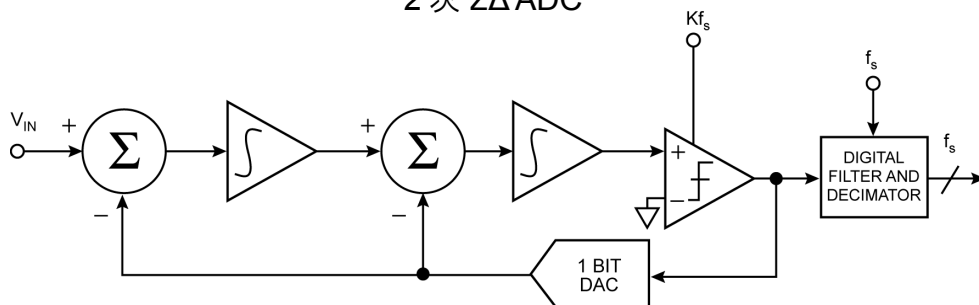 2 次 ΣΔ ADC
Kfs
fs
VIN
+
Σ
−
+
Σ
−
+
−
DIGITAL
FILTER AND
DECIMATOR
fs
1 BIT
DAC